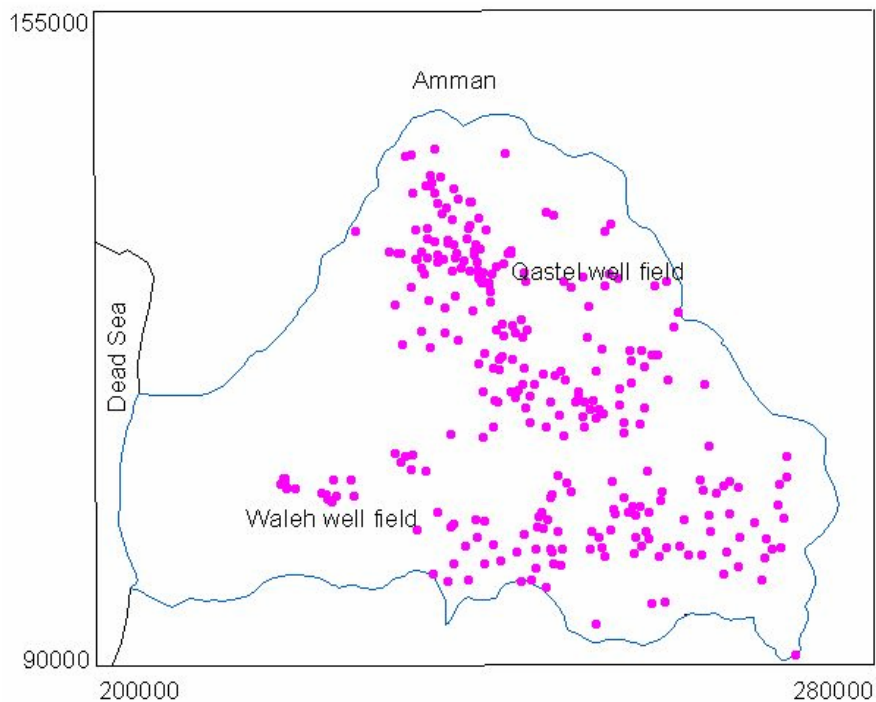 155000
Amman
Qastel well field
Dead Sea
Waleh well field
90000
200000
280000